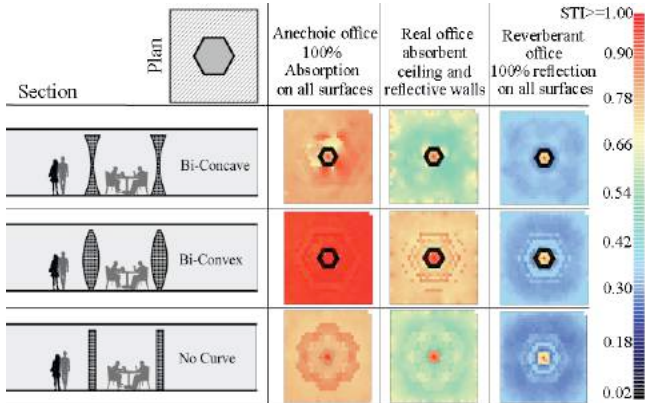 STI>=1.00
Plan
Section
Anechoic office
100%
Absorption
on all surfaces
Real office
absorbent
ceiling and
reflective walls
Reverberant
office
100% reflection
on all surfaces
0.90
0.78
0.66
0.54
0.42
0.30
0.18
0.02
Bi-Concave
Bi-Convex
No Curve